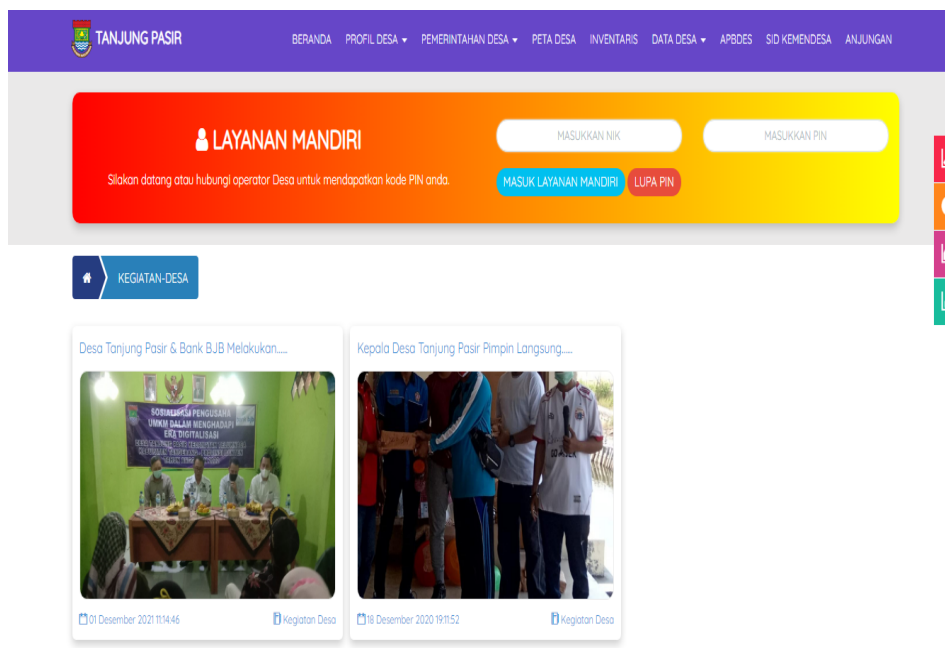 TANJUNG PASIR
BERANDA PROFIL DESA PEMERINTAHAN DESA PETA DESA INVENTARIS DATA DESA APBDES SID KEMENDESA ANJUNGAN
LAYANAN MANDIRI
Silakan datang atau hubungi operator Desa untuk mendapatkan kode PIN anda.
MASUKKAN NIK
MASUKKAN PIN
MASUK LAYANAN MANDIRI
LUPA PIN
KEGIATAN-DESA
Desa Tanjung Pasir & Bank BJB Melakukan......
SOSIALISASI PENGUSAHA
UMKM DALAM MENGHADAPI
ERA DIGITALISASI
01 Desember 2021 11:14:46
Kegiatan Desa
Kepala Desa Tanjung Pasir Pimpin Langsung......
18 Desember 2020 19:11:52
Kegiatan Desa